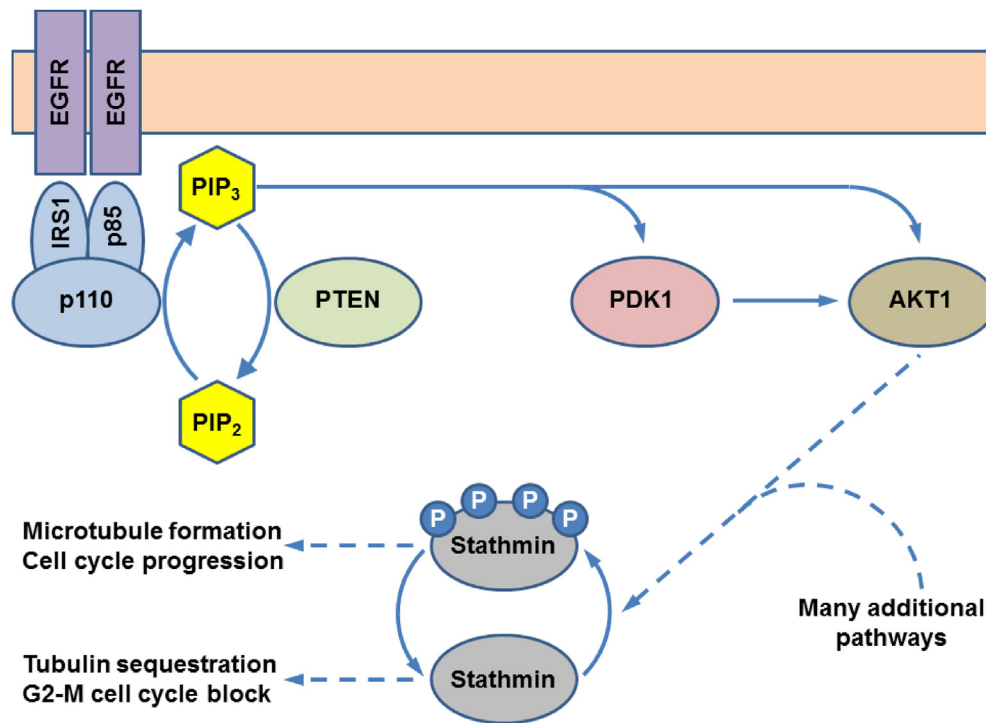 EGFR
EGFR
IRS1
p85
p110
PIP₃
PTEN
PDK1
AKT1
PIP₂
P
P
P
P
Stathmin
Microtubule formation
Cell cycle progression
Many additional
pathways
Stathmin
Tubulin sequestration
G2-M cell cycle block